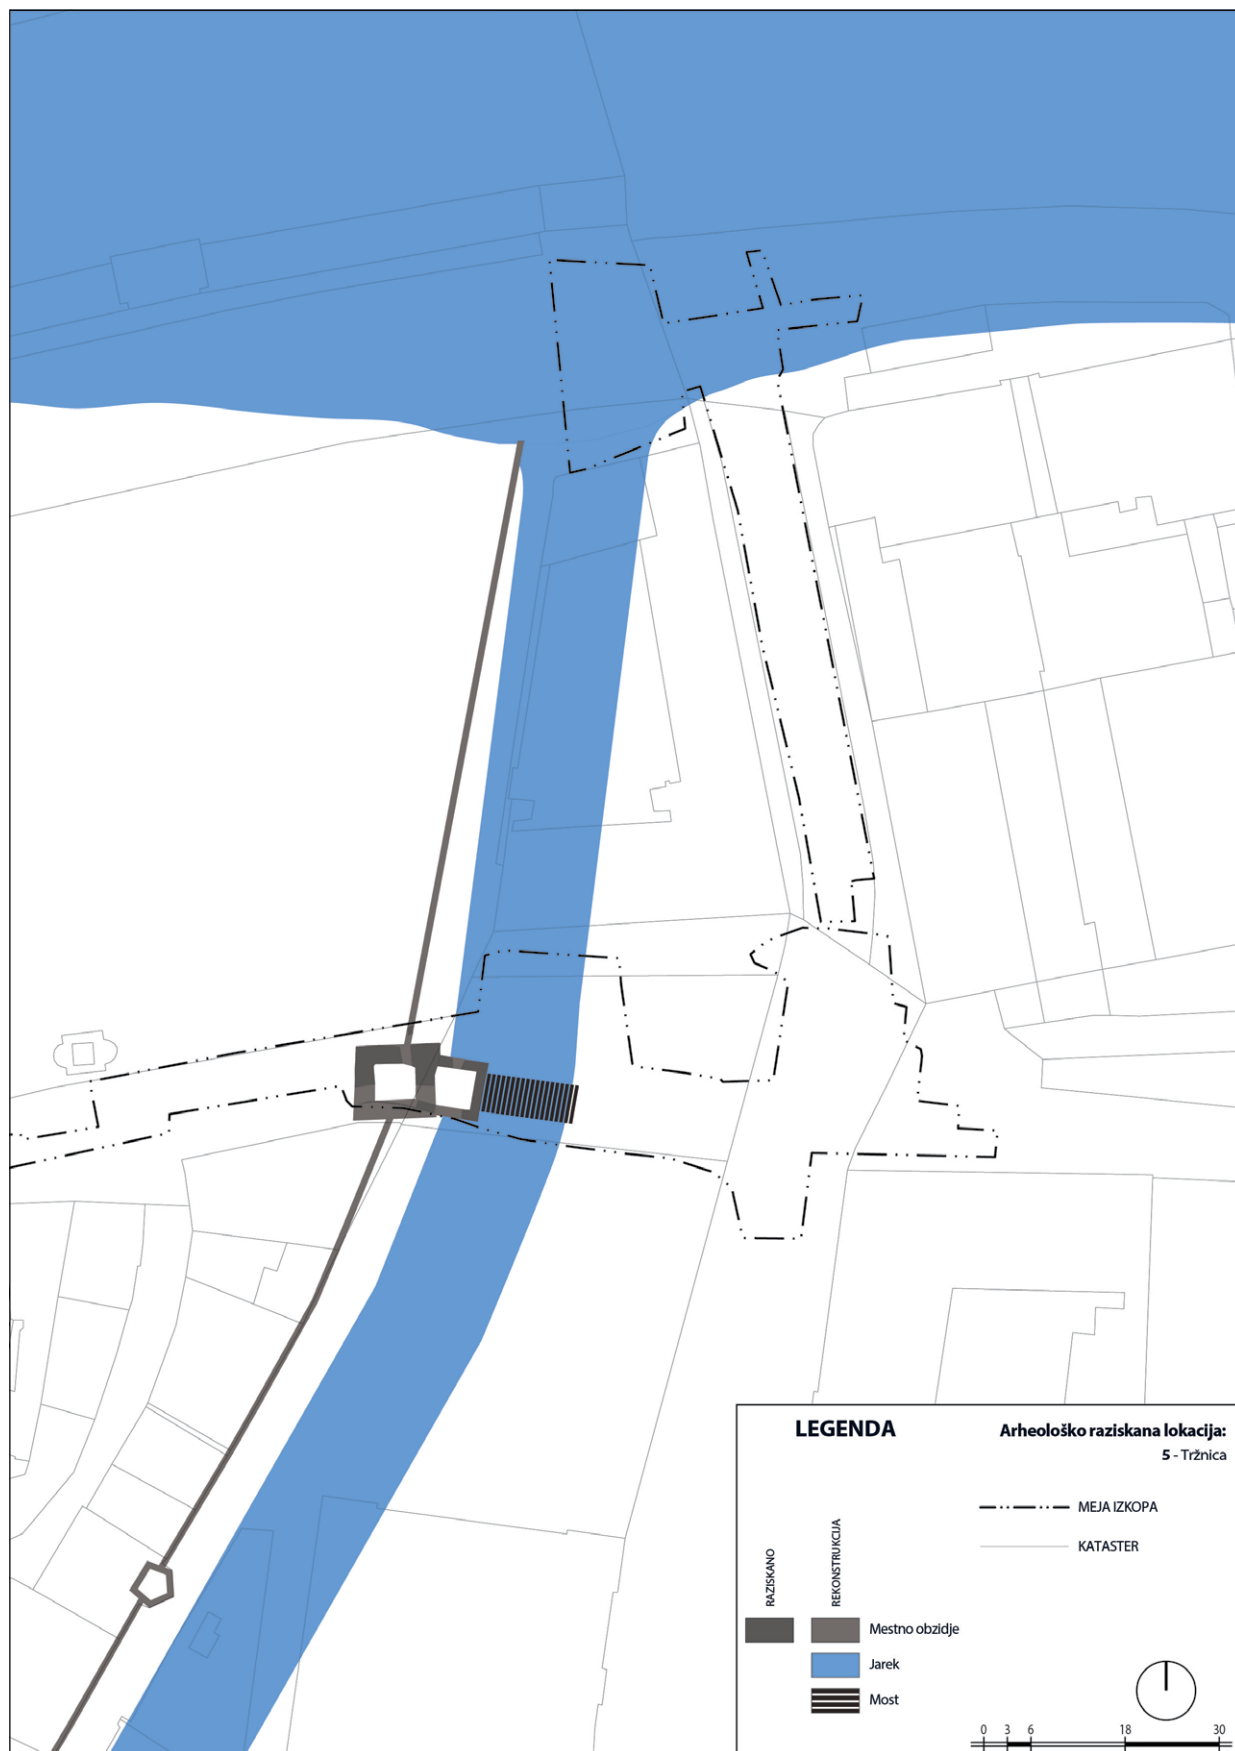 LEGENDA
Arheološko raziskana lokacija:
5 - Tržnica
MEJA IZKOPA
KATASTER
RAZISKANO
REKONSTRUKCIJA
Mestno obzidje
Jarek
Most
0 3 6 18 30